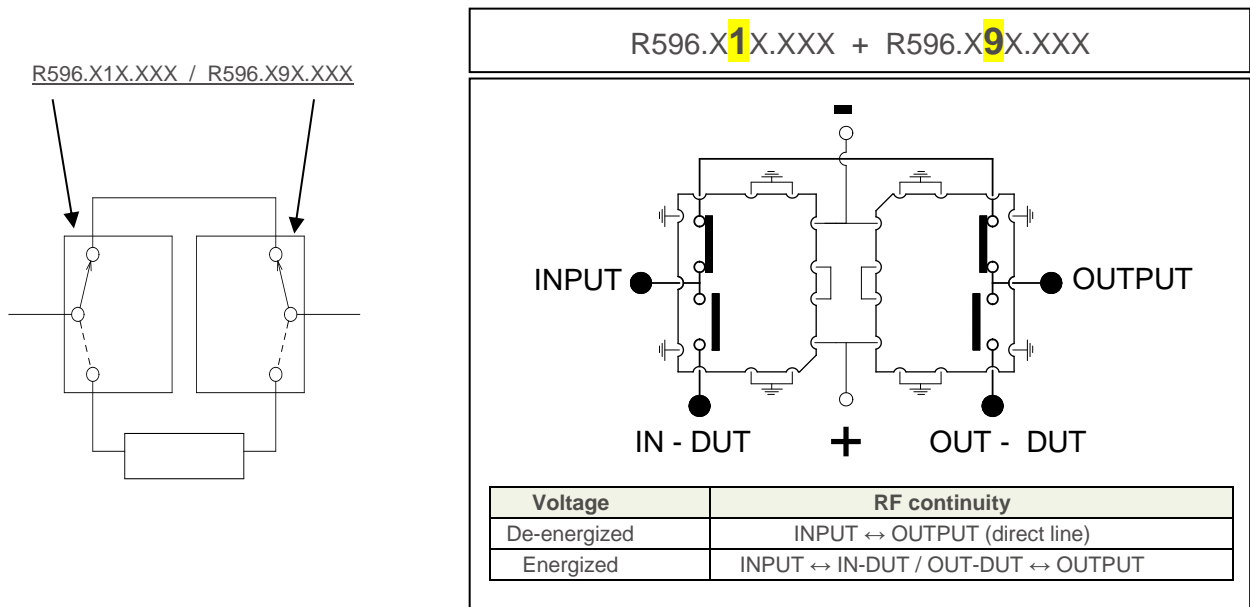 R596.X1X.XXX / R596.X9X.XXX
R596.X1X.XXX + R596.X9X.XXX
-
INPUT
OUTPUT
IN - DUT
+
OUT - DUT
Voltage RF continuity
De-energized INPUT ↔ OUTPUT (direct line)
Energized INPUT ↔ IN-DUT / OUT-DUT ↔ OUTPUT